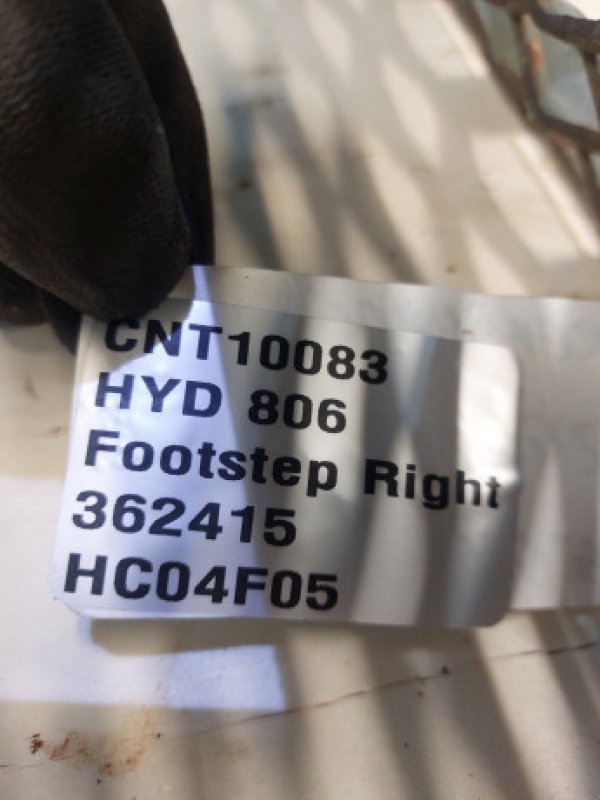 CNT10083
HYD 806
Footstep Right
362415
HC04F05